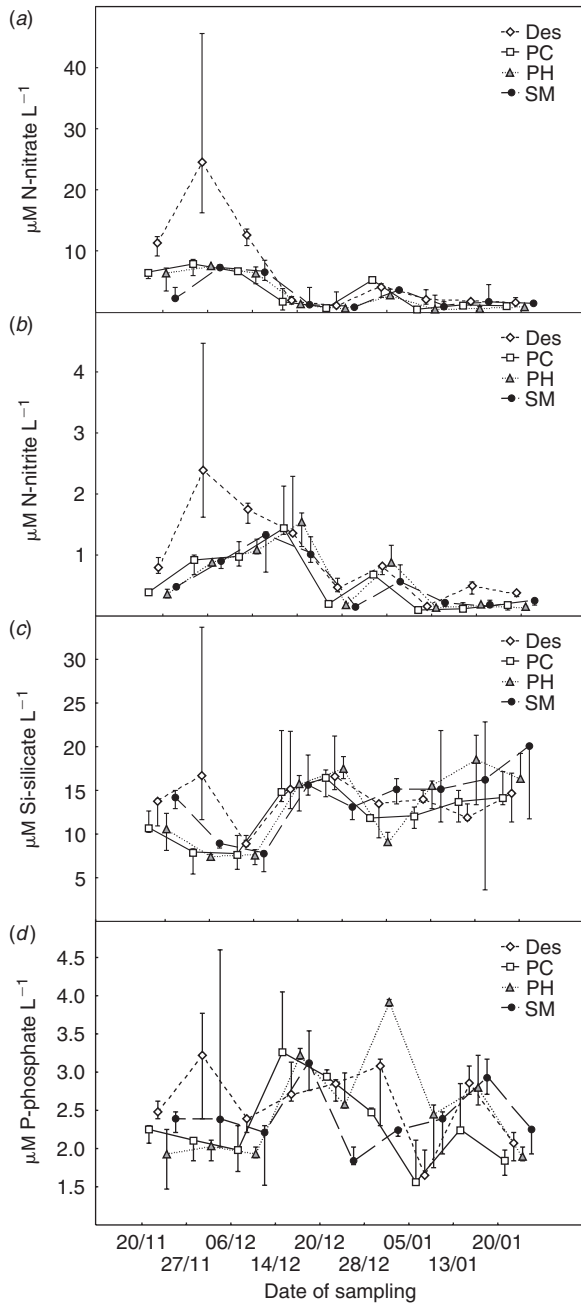 (a)
µM N-nitrate L−1
40
30
20
10
Des
PC
PH
SM
(b)
µM N-nitrite L−1
4
3
2
1
Des
PC
PH
SM
(c)
µM Si-silicate L−1
30
25
20
15
10
5
Des
PC
PH
SM
(d)
µM P-phosphate L−1
4.5
4.0
3.5
3.0
2.5
2.0
1.5
Des
PC
PH
SM
20/11 06/12 20/12 05/01 20/01
27/11 14/12 28/12 13/01
Date of sampling